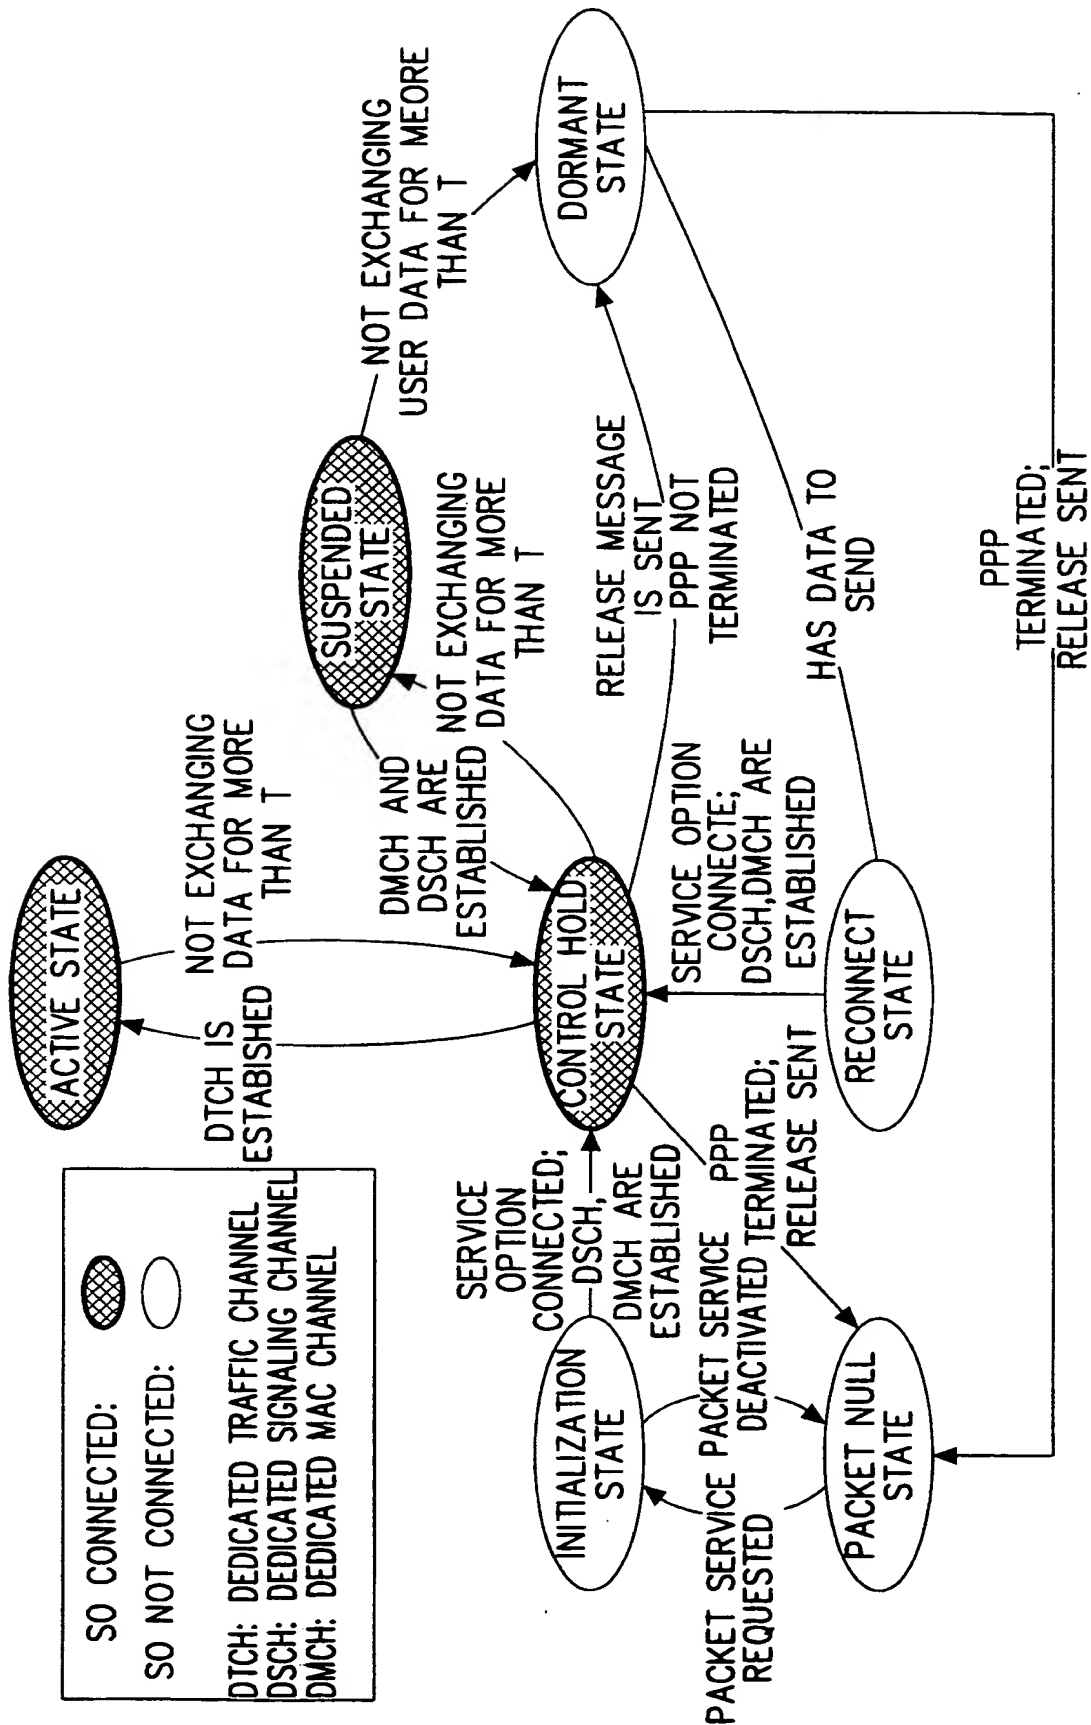 SO CONNECTED:
SO NOT CONNECTED:
DTCH: DEDICATED TRAFFIC CHANNEL
DSCH: DEDICATED SIGNALING CHANNEL
DMCH: DEDICATED MAC CHANNEL
ACTIVE STATE
DTCH IS
ESTABISHED
NOT EXCHANGING
DATA FOR MORE
THAN T
SUSPENDED
STATE
NOT EXCHANGING
USER DATA FOR MEORE
THAN T
DMCH AND
DSCH ARE
ESTABLISHED
NOT EXCHANGING
DATA FOR MORE
THAN T
INITIALIZATION
STATE
SERVICE
OPTION
CONNECTED;
DSCH,
DMCH ARE
ESTABLISHED
CONTROL HOLD
STATE
RELEASE MESSAGE
IS SENT
PPP NOT
TERMINATED
DORMANT
STATE
PACKET SERVICE
REQUESTED
PACKET SERVICE
DEACTIVATED
PPP
TERMINATED;
RELEASE SENT
SERVICE OPTION
CONNECTE;
DSCH,DMCH ARE
ESTABLISHED
HAS DATA TO
SEND
PACKET NULL
STATE
RECONNECT
STATE
PPP
TERMINATED;
RELEASE SENT